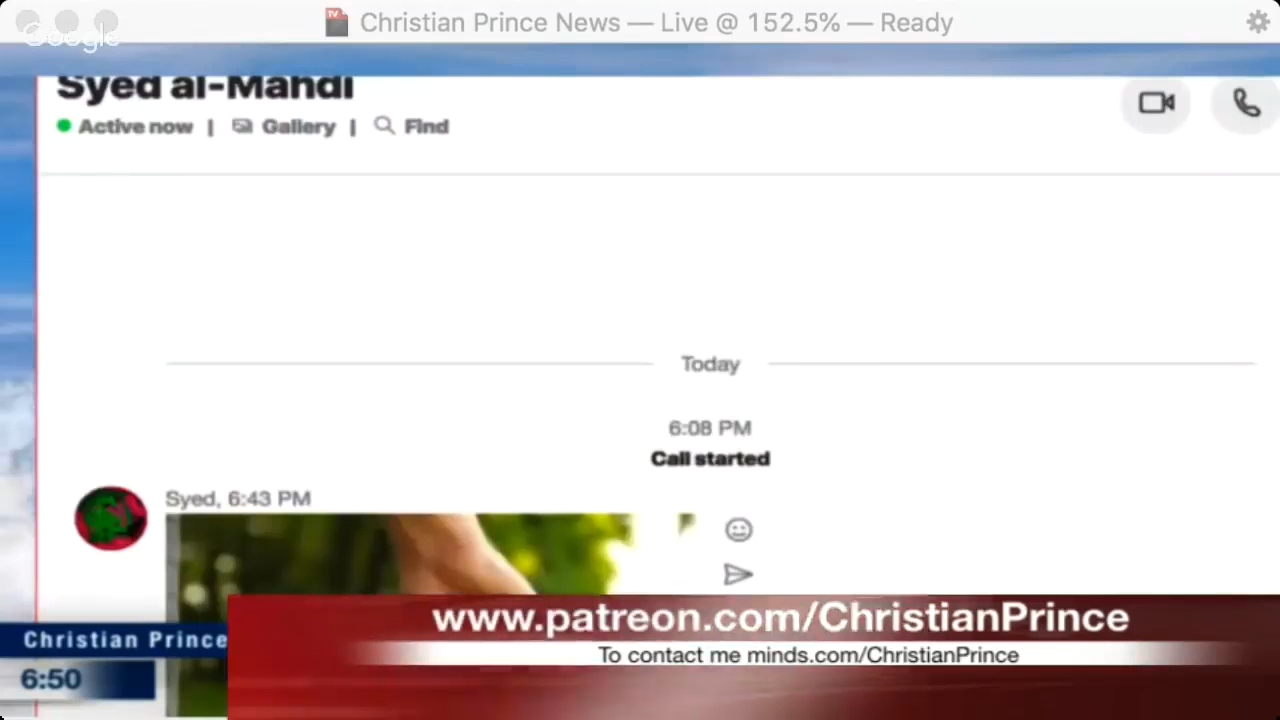 Christian Prince News — Live @ 152.5% — Ready
Google
Syed al-Mahdi
Active now | Gallery | Find
Today
6:08 PM
Call started
Syed, 6:43 PM
www.patreon.com/ChristianPrince
To contact me minds.com/ChristianPrince
Christian Prince
6:50